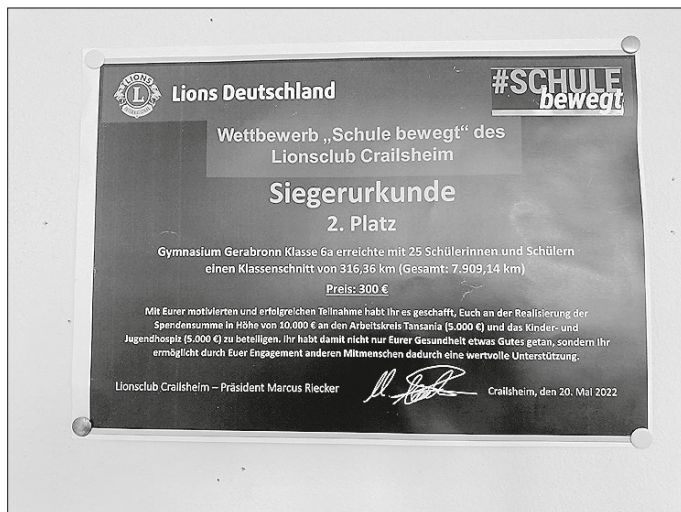 LIONS
L
INTERNATIONAL
Lions Deutschland
#SCHULE
bewegt
Wettbewerb „Schule bewegt“ des
Lionsclub Crailsheim
Siegerurkunde
2. Platz
Gymnasium Gerabronn Klasse 6a erreichte mit 25 Schülerinnen und Schülern
einen Klassenschnitt von 316,36 km (Gesamt: 7.909,14 km)
Preis: 300 €
Mit Eurer motivierten und erfolgreichen Teilnahme habt Ihr es geschafft, Euch an der Realisierung der
Spendensumme in Höhe von 10.000 € an den Arbeitskreis Tansania (5.000 €) und das Kinder- und
Jugendhospiz (5.000 €) zu beteiligen. Ihr habt damit nicht nur Eurer Gesundheit etwas Gutes getan, sondern Ihr
ermöglicht durch Euer Engagement anderen Mitmenschen dadurch eine wertvolle Unterstützung.
Lionsclub Crailsheim – Präsident Marcus Riecker
Crailsheim, den 20. Mai 2022